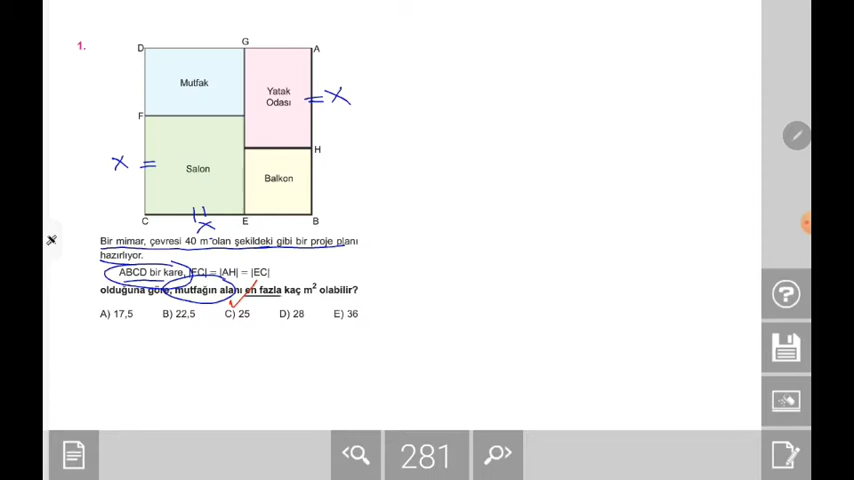 1.
D
G
A
Mutfak
Yatak
Odası
= x
F
H
x =
Salon
Balkon
C
E
B
x
Bir mimar, çevresi 40 m olan şekildeki gibi bir proje planı
hazırlıyor.
ABCD bir kare, |FC| = |AH| = |EC|
olduğuna göre, mutfağın alanı en fazla kaç m² olabilir?
A) 17,5 B) 22,5 C) 25 D) 28 E) 36
281